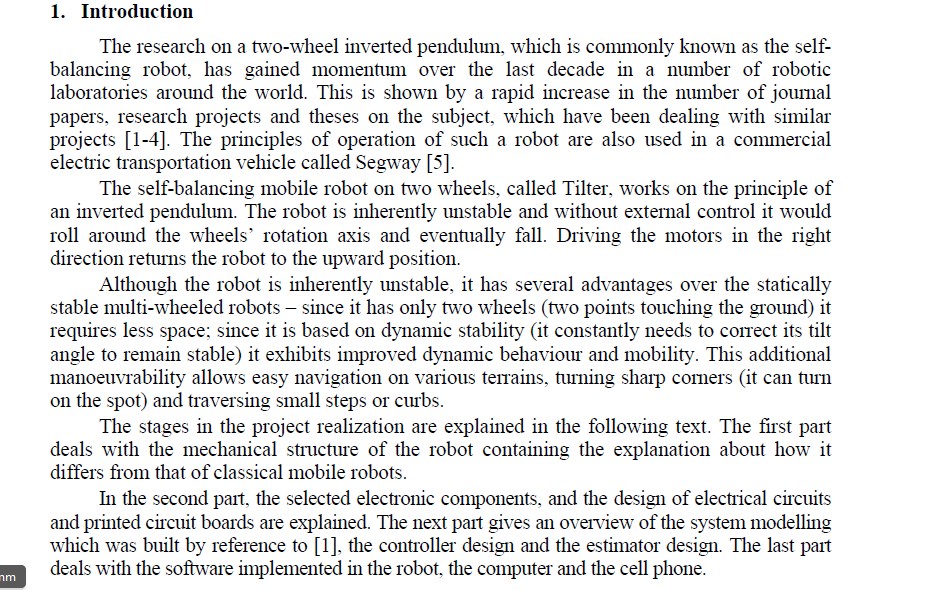 1. Introduction
The research on a two-wheel inverted pendulum, which is commonly known as the self-
balancing robot, has gained momentum over the last decade in a number of robotic
laboratories around the world. This is shown by a rapid increase in the number of journal
papers, research projects and theses on the subject, which have been dealing with similar
projects [1-4]. The principles of operation of such a robot are also used in a commercial
electric transportation vehicle called Segway [5].
The self-balancing mobile robot on two wheels, called Tilter, works on the principle of
an inverted pendulum. The robot is inherently unstable and without external control it would
roll around the wheels’ rotation axis and eventually fall. Driving the motors in the right
direction returns the robot to the upward position.
Although the robot is inherently unstable, it has several advantages over the statically
stable multi-wheeled robots – since it has only two wheels (two points touching the ground) it
requires less space; since it is based on dynamic stability (it constantly needs to correct its tilt
angle to remain stable) it exhibits improved dynamic behaviour and mobility. This additional
manoeuvrability allows easy navigation on various terrains, turning sharp corners (it can turn
on the spot) and traversing small steps or curbs.
The stages in the project realization are explained in the following text. The first part
deals with the mechanical structure of the robot containing the explanation about how it
differs from that of classical mobile robots.
In the second part, the selected electronic components, and the design of electrical circuits
and printed circuit boards are explained. The next part gives an overview of the system modelling
which was built by reference to [1], the controller design and the estimator design. The last part
deals with the software implemented in the robot, the computer and the cell phone.